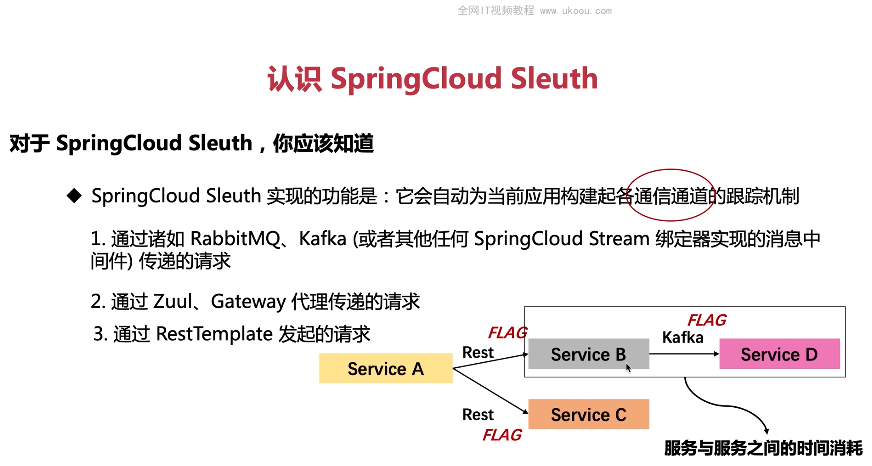 全网IT视频教程 www.ukoou.com
认识 SpringCloud Sleuth
对于 SpringCloud Sleuth，你应该知道
◆ SpringCloud Sleuth 实现的功能是：它会自动为当前应用构建起各通信通道的跟踪机制
1. 通过诸如 RabbitMQ、Kafka (或者其他任何 SpringCloud Stream 绑定器实现的消息中
间件) 传递的请求
2. 通过 Zuul、Gateway 代理传递的请求
3. 通过 RestTemplate 发起的请求
FLAG
FLAG
Rest
Kafka
Service A
Service B
Service D
Rest
Service C
FLAG
服务与服务之间的时间消耗